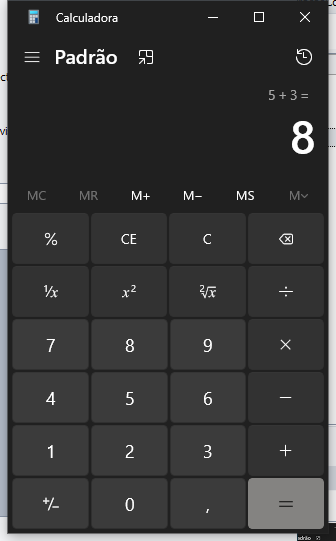 Calculadora
Padrão
5 + 3 =
8
MC MR M+ M− MS M
% CE C
¹⁄x x² ²√x ÷
7 8 9 ×
4 5 6 −
1 2 3 +
+/− 0 , =